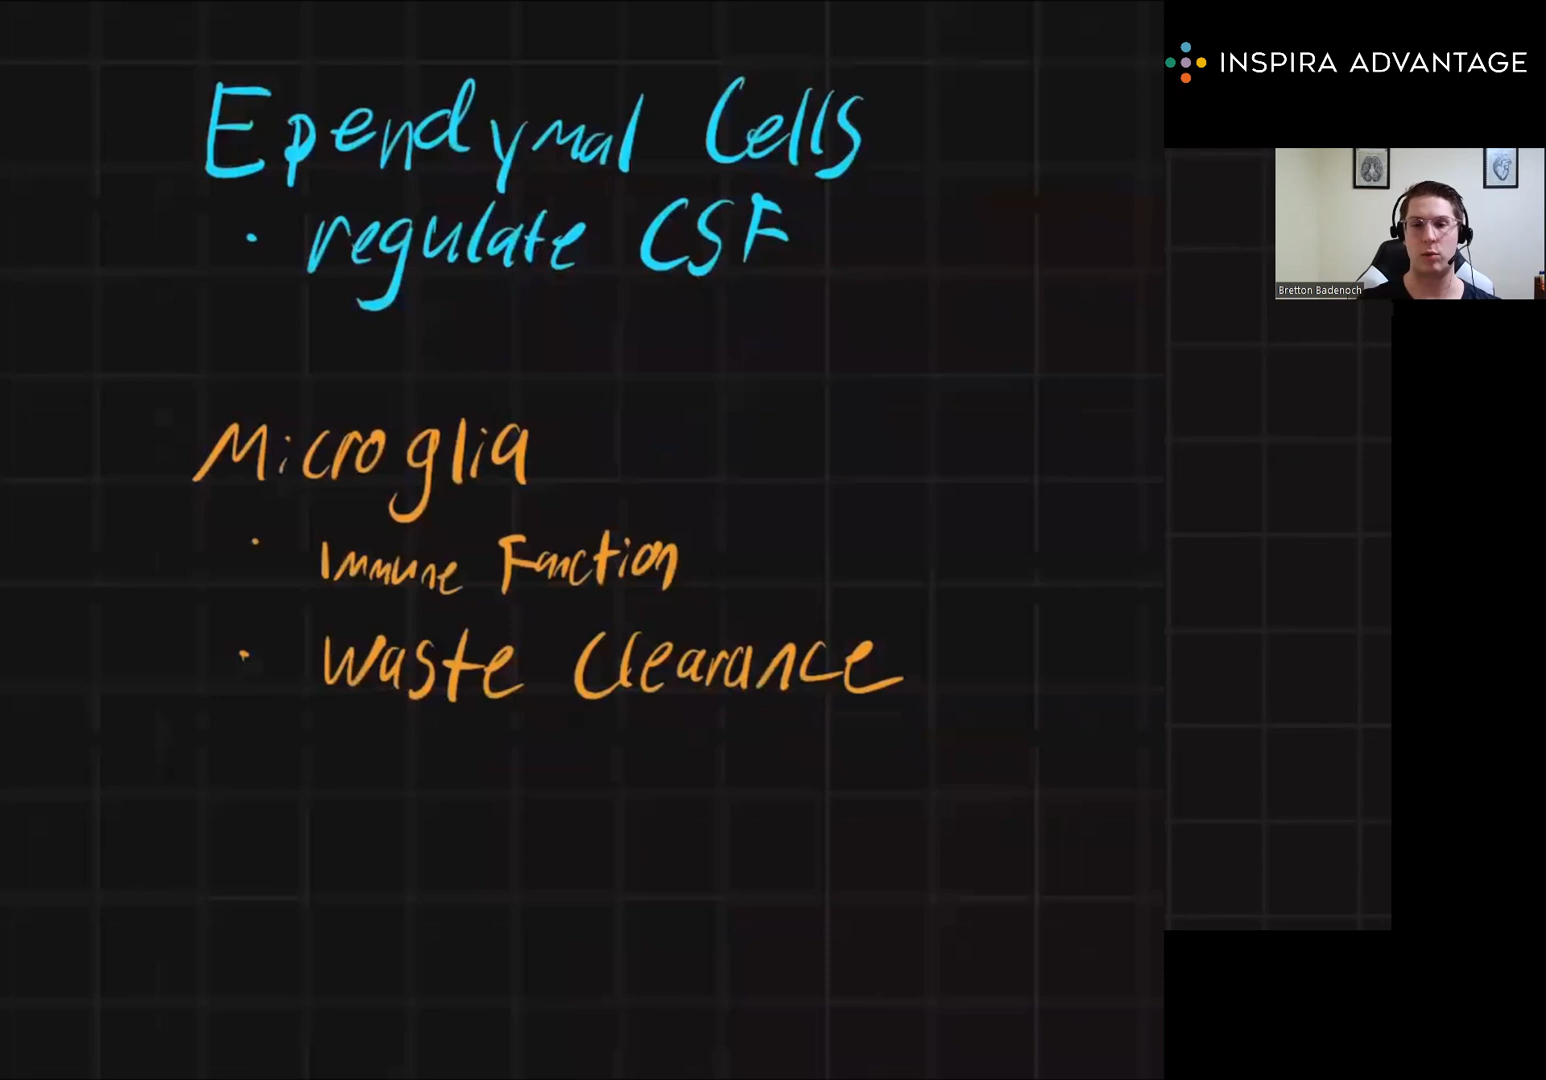 INSPIRA ADVANTAGE
Ependymal Cells
· regulate CSF
Bretton Badenoch
Microglia
· Immune Function
· Waste Clearance